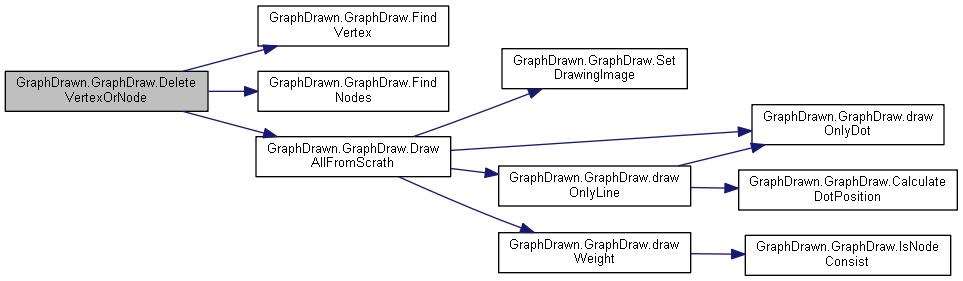 GraphDrawn.GraphDraw.Delete
VertexOrNode
GraphDrawn.GraphDraw.Find
Vertex
GraphDrawn.GraphDraw.Find
Nodes
GraphDrawn.GraphDraw.Draw
AllFromScrath
GraphDrawn.GraphDraw.Set
DrawingImage
GraphDrawn.GraphDraw.draw
OnlyLine
GraphDrawn.GraphDraw.draw
Weight
GraphDrawn.GraphDraw.draw
OnlyDot
GraphDrawn.GraphDraw.Calculate
DotPosition
GraphDrawn.GraphDraw.IsNode
Consist